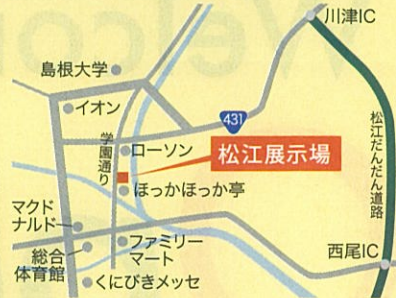 川津IC
島根大学
イオン
431
学園通り
ローソン
松江展示場
ほっかほっか亭
松江だんだん道路
マクド
ナルド
総合
体育館
ファミリー
マート
西尾IC
くにびきメッセ